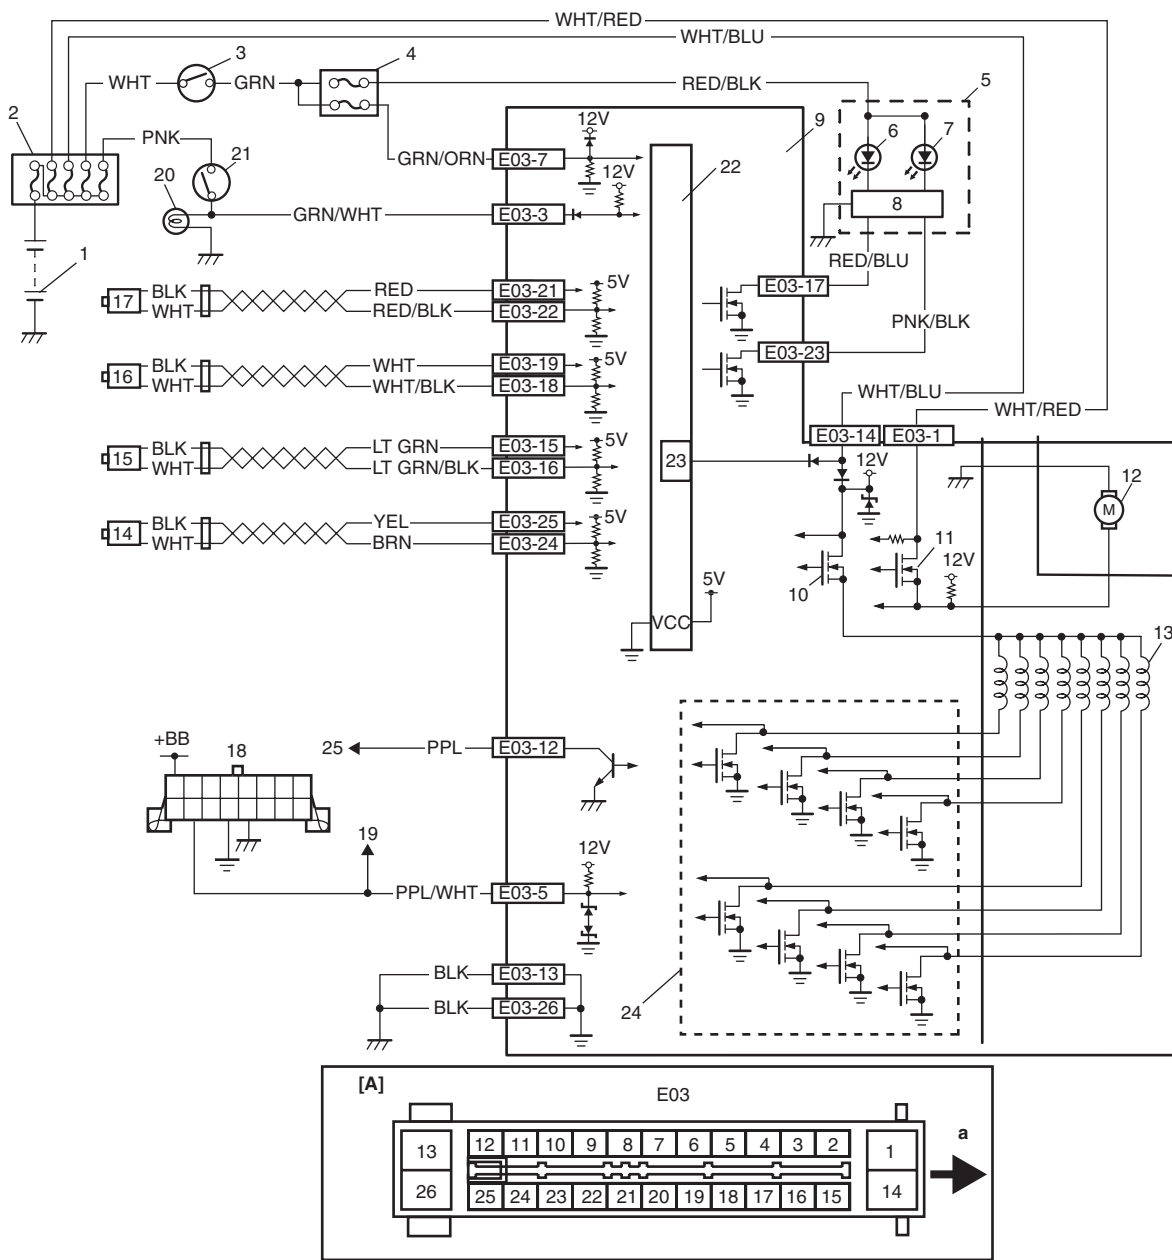 WHT/RED
WHT/BLU
3
4
WHT
GRN
RED/BLK
5
2
PNK
12V
9
6
7
GRN/ORN
E03-7
21
12V
22
20
GRN/WHT
E03-3
8
1
RED/BLU
17
BLK
WHT
RED
RED/BLK
E03-21
E03-22
5V
E03-17
PNK/BLK
16
BLK
WHT
WHT
WHT/BLK
E03-19
E03-18
5V
E03-23
WHT/BLU
WHT/RED
15
BLK
WHT
LT GRN
LT GRN/BLK
E03-15
E03-16
5V
E03-14
E03-1
23
12V
12
M
14
BLK
WHT
YEL
BRN
E03-25
E03-24
5V
11
12V
10
5V
VCC
13
+BB
18
25
PPL
E03-12
19
12V
PPL/WHT
E03-5
BLK
E03-13
BLK
E03-26
24
[A]
E03
a
13 12 11 10 9 8 7 6 5 4 3 2 1
26 25 24 23 22 21 20 19 18 17 16 15 14